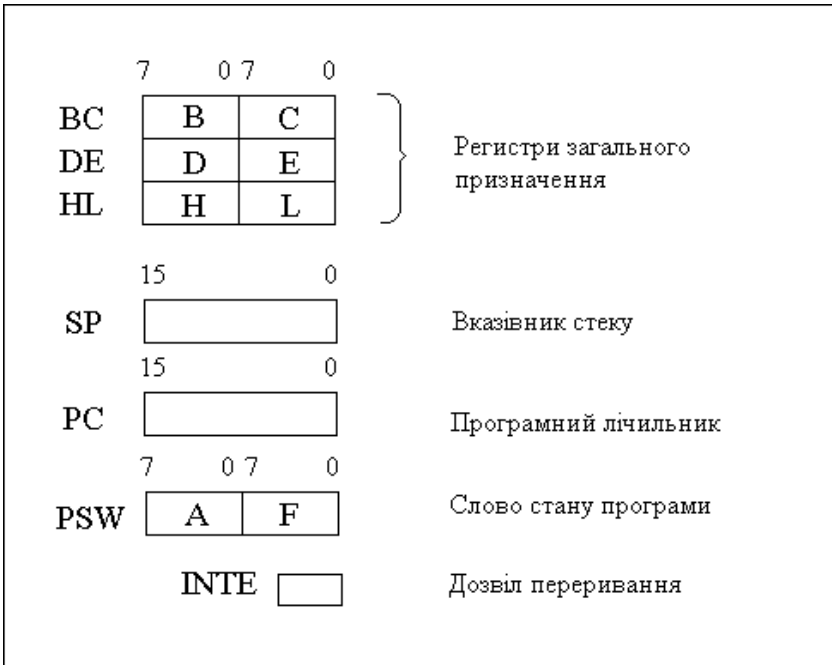 7 0 7 0
BC B C
DE D E
HL H L
Регистри загального
призначення
15 0
SP Вказівник стеку
15 0
PC Програмний лічильник
7 0 7 0
PSW A F Слово стану програми
INTE Дозвіл переривання